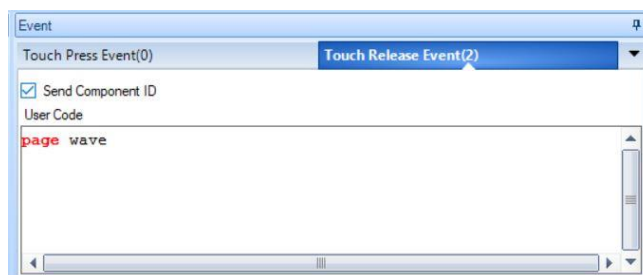 Event
Touch Press Event(0)
Touch Release Event(2)
Send Component ID
User Code
page wave